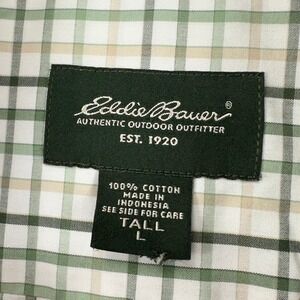 Eddie Bauer®
AUTHENTIC OUTDOOR OUTFITTER
EST. 1920
100% COTTON
MADE IN
INDONESIA
SEE SIDE FOR CARE
TALL
L